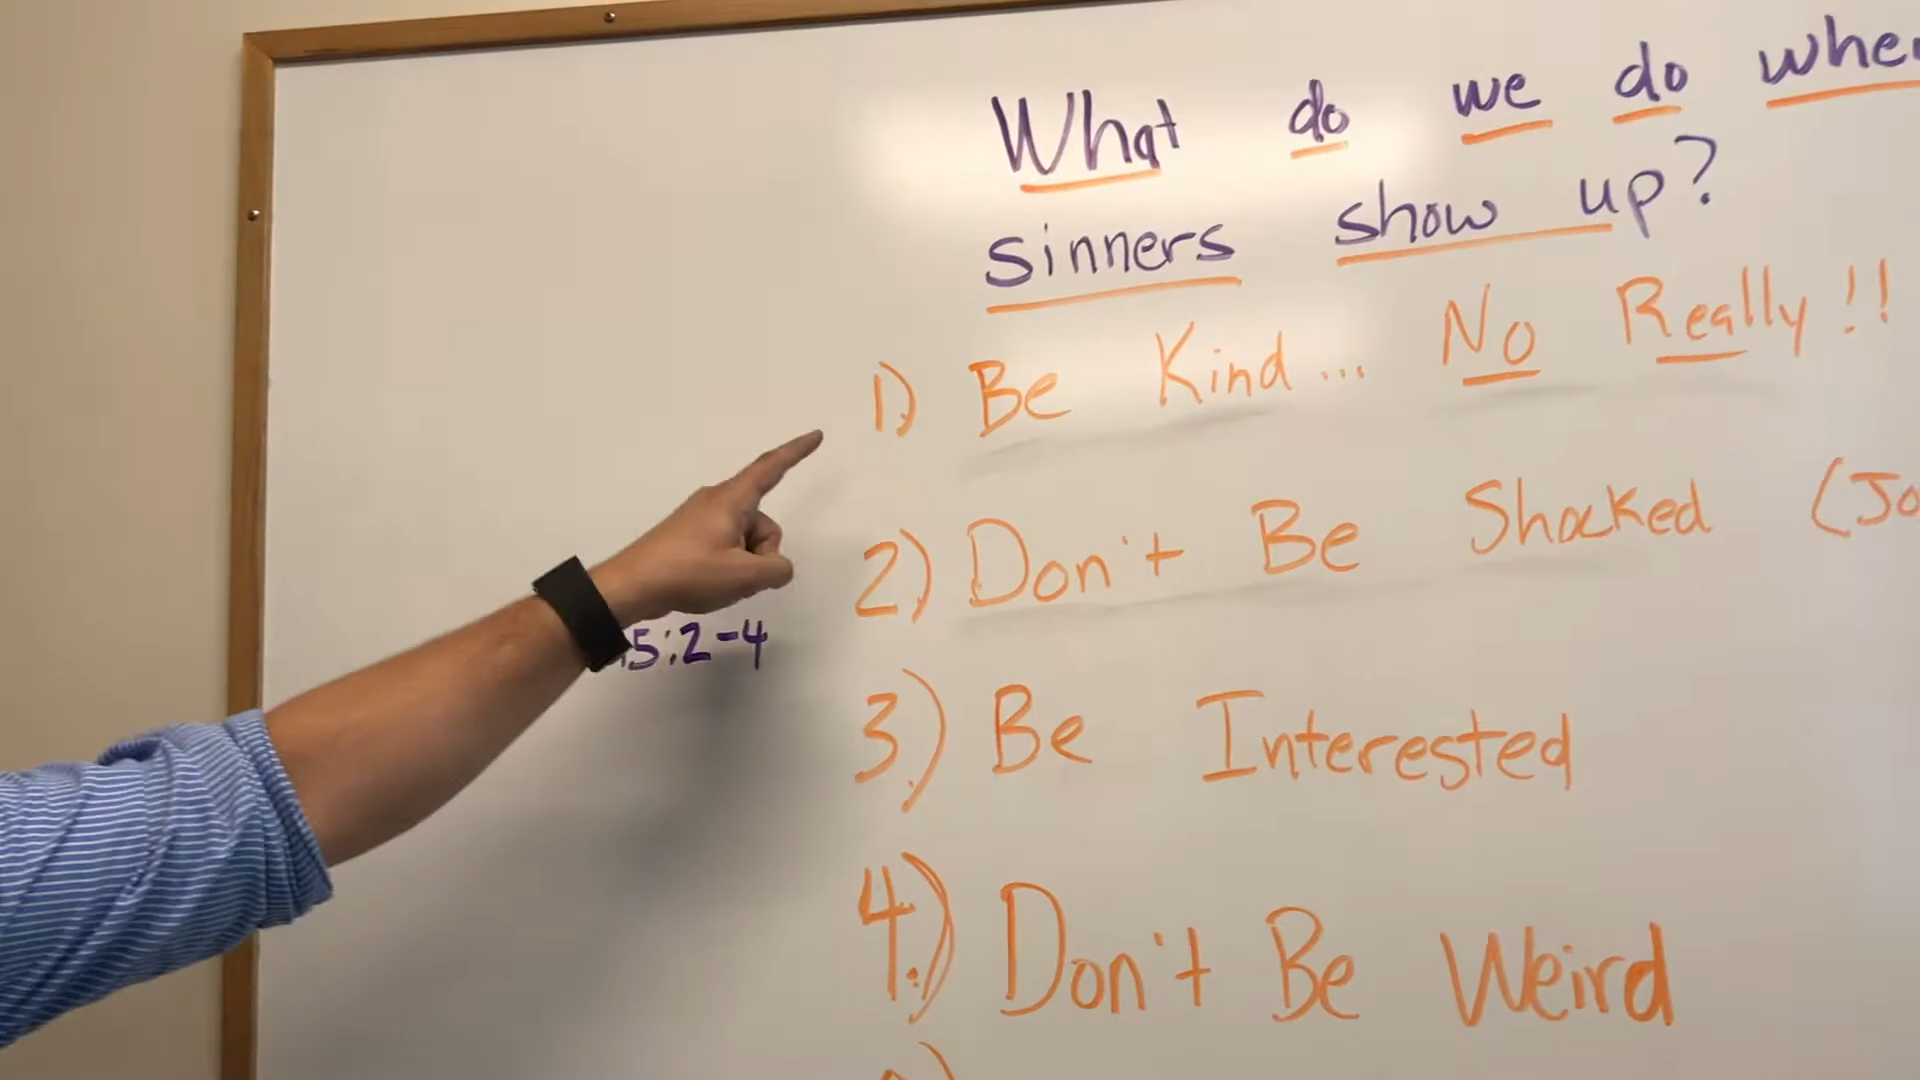 What do we do when
sinners show up?
1) Be Kind... No Really!!
2) Don't Be Shocked (Jo
5:2-4
3) Be Interested
4.) Don't Be Weird